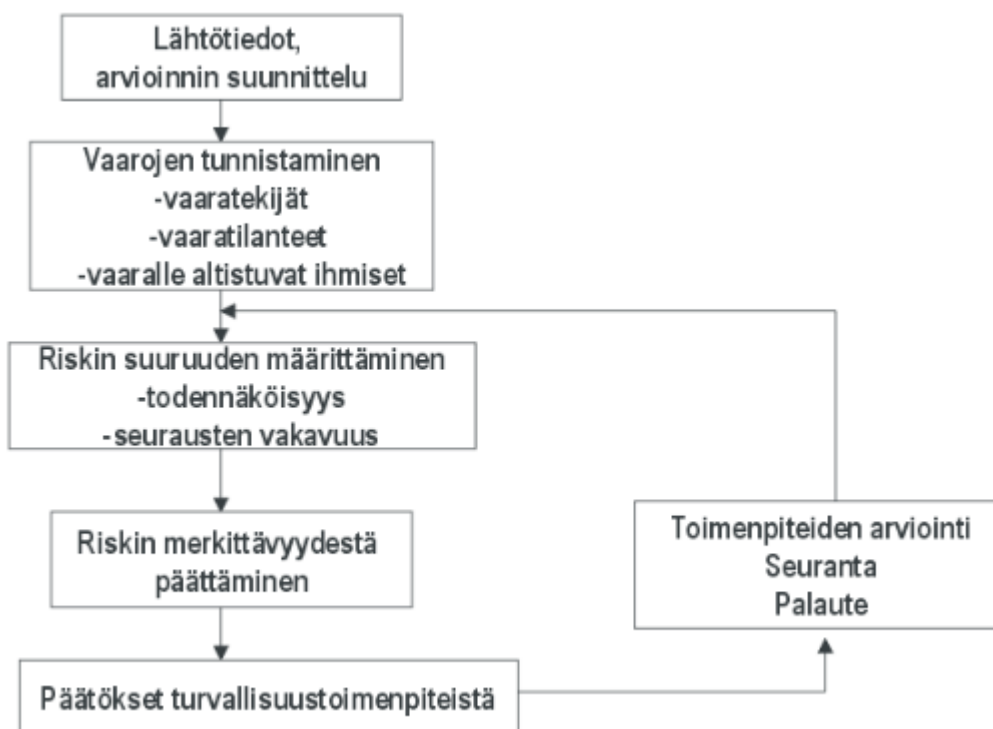 Lähtötiedot,
arvioinnin suunnittelu
Vaarojen tunnistaminen
-vaaratekijät
-vaaratilanteet
-vaaralle altistuvat ihmiset
Riskin suuruuden määrittäminen
-todennäköisyys
-seurausten vakavuus
Riskin merkittävyydestä
päättäminen
Päätökset turvallisuustoimenpiteistä
Toimenpiteiden arviointi
Seuranta
Palaute